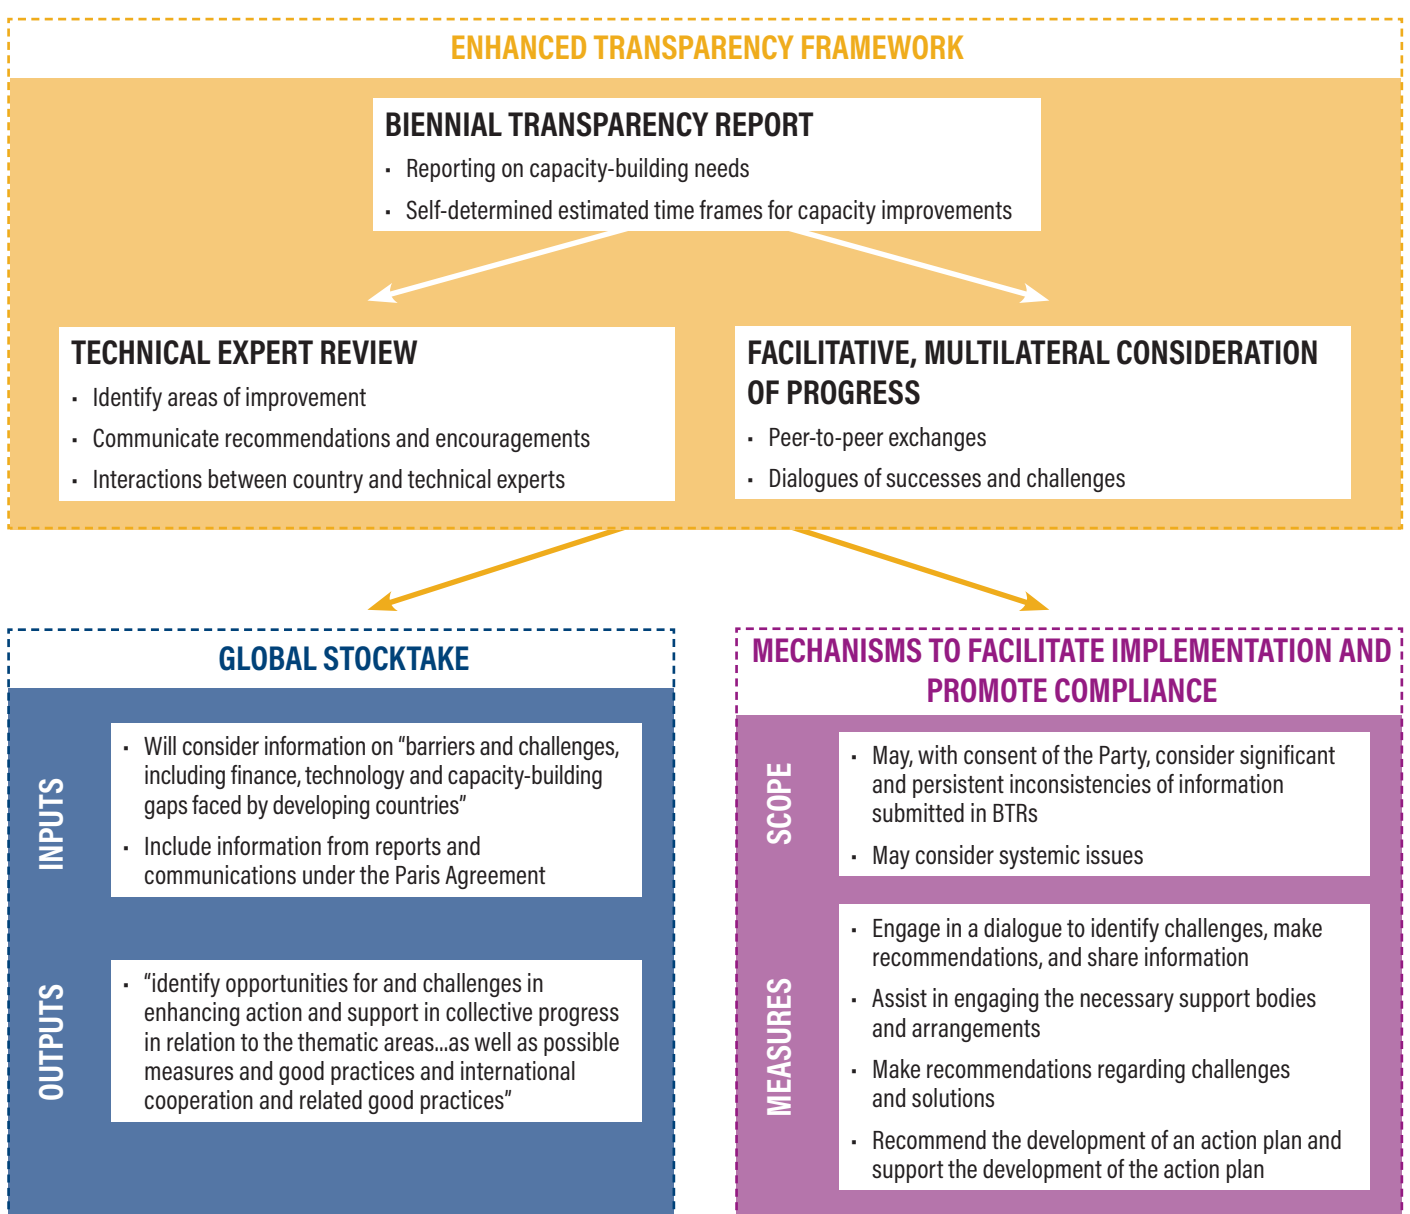 ENHANCED TRANSPARENCY FRAMEWORK
BIENNIAL TRANSPARENCY REPORT
· Reporting on capacity-building needs
· Self-determined estimated time frames for capacity improvements
TECHNICAL EXPERT REVIEW
· Identify areas of improvement
· Communicate recommendations and encouragements
· Interactions between country and technical experts
FACILITATIVE, MULTILATERAL CONSIDERATION
OF PROGRESS
· Peer-to-peer exchanges
· Dialogues of successes and challenges
GLOBAL STOCKTAKE
INPUTS
· Will consider information on “barriers and challenges,
including finance, technology and capacity-building
gaps faced by developing countries”
· Include information from reports and
communications under the Paris Agreement
OUTPUTS
· “identify opportunities for and challenges in
enhancing action and support in collective progress
in relation to the thematic areas...as well as possible
measures and good practices and international
cooperation and related good practices”
MECHANISMS TO FACILITATE IMPLEMENTATION AND
PROMOTE COMPLIANCE
SCOPE
· May, with consent of the Party, consider significant
and persistent inconsistencies of information
submitted in BTRs
· May consider systemic issues
MEASURES
· Engage in a dialogue to identify challenges, make
recommendations, and share information
· Assist in engaging the necessary support bodies
and arrangements
· Make recommendations regarding challenges
and solutions
· Recommend the development of an action plan and
support the development of the action plan